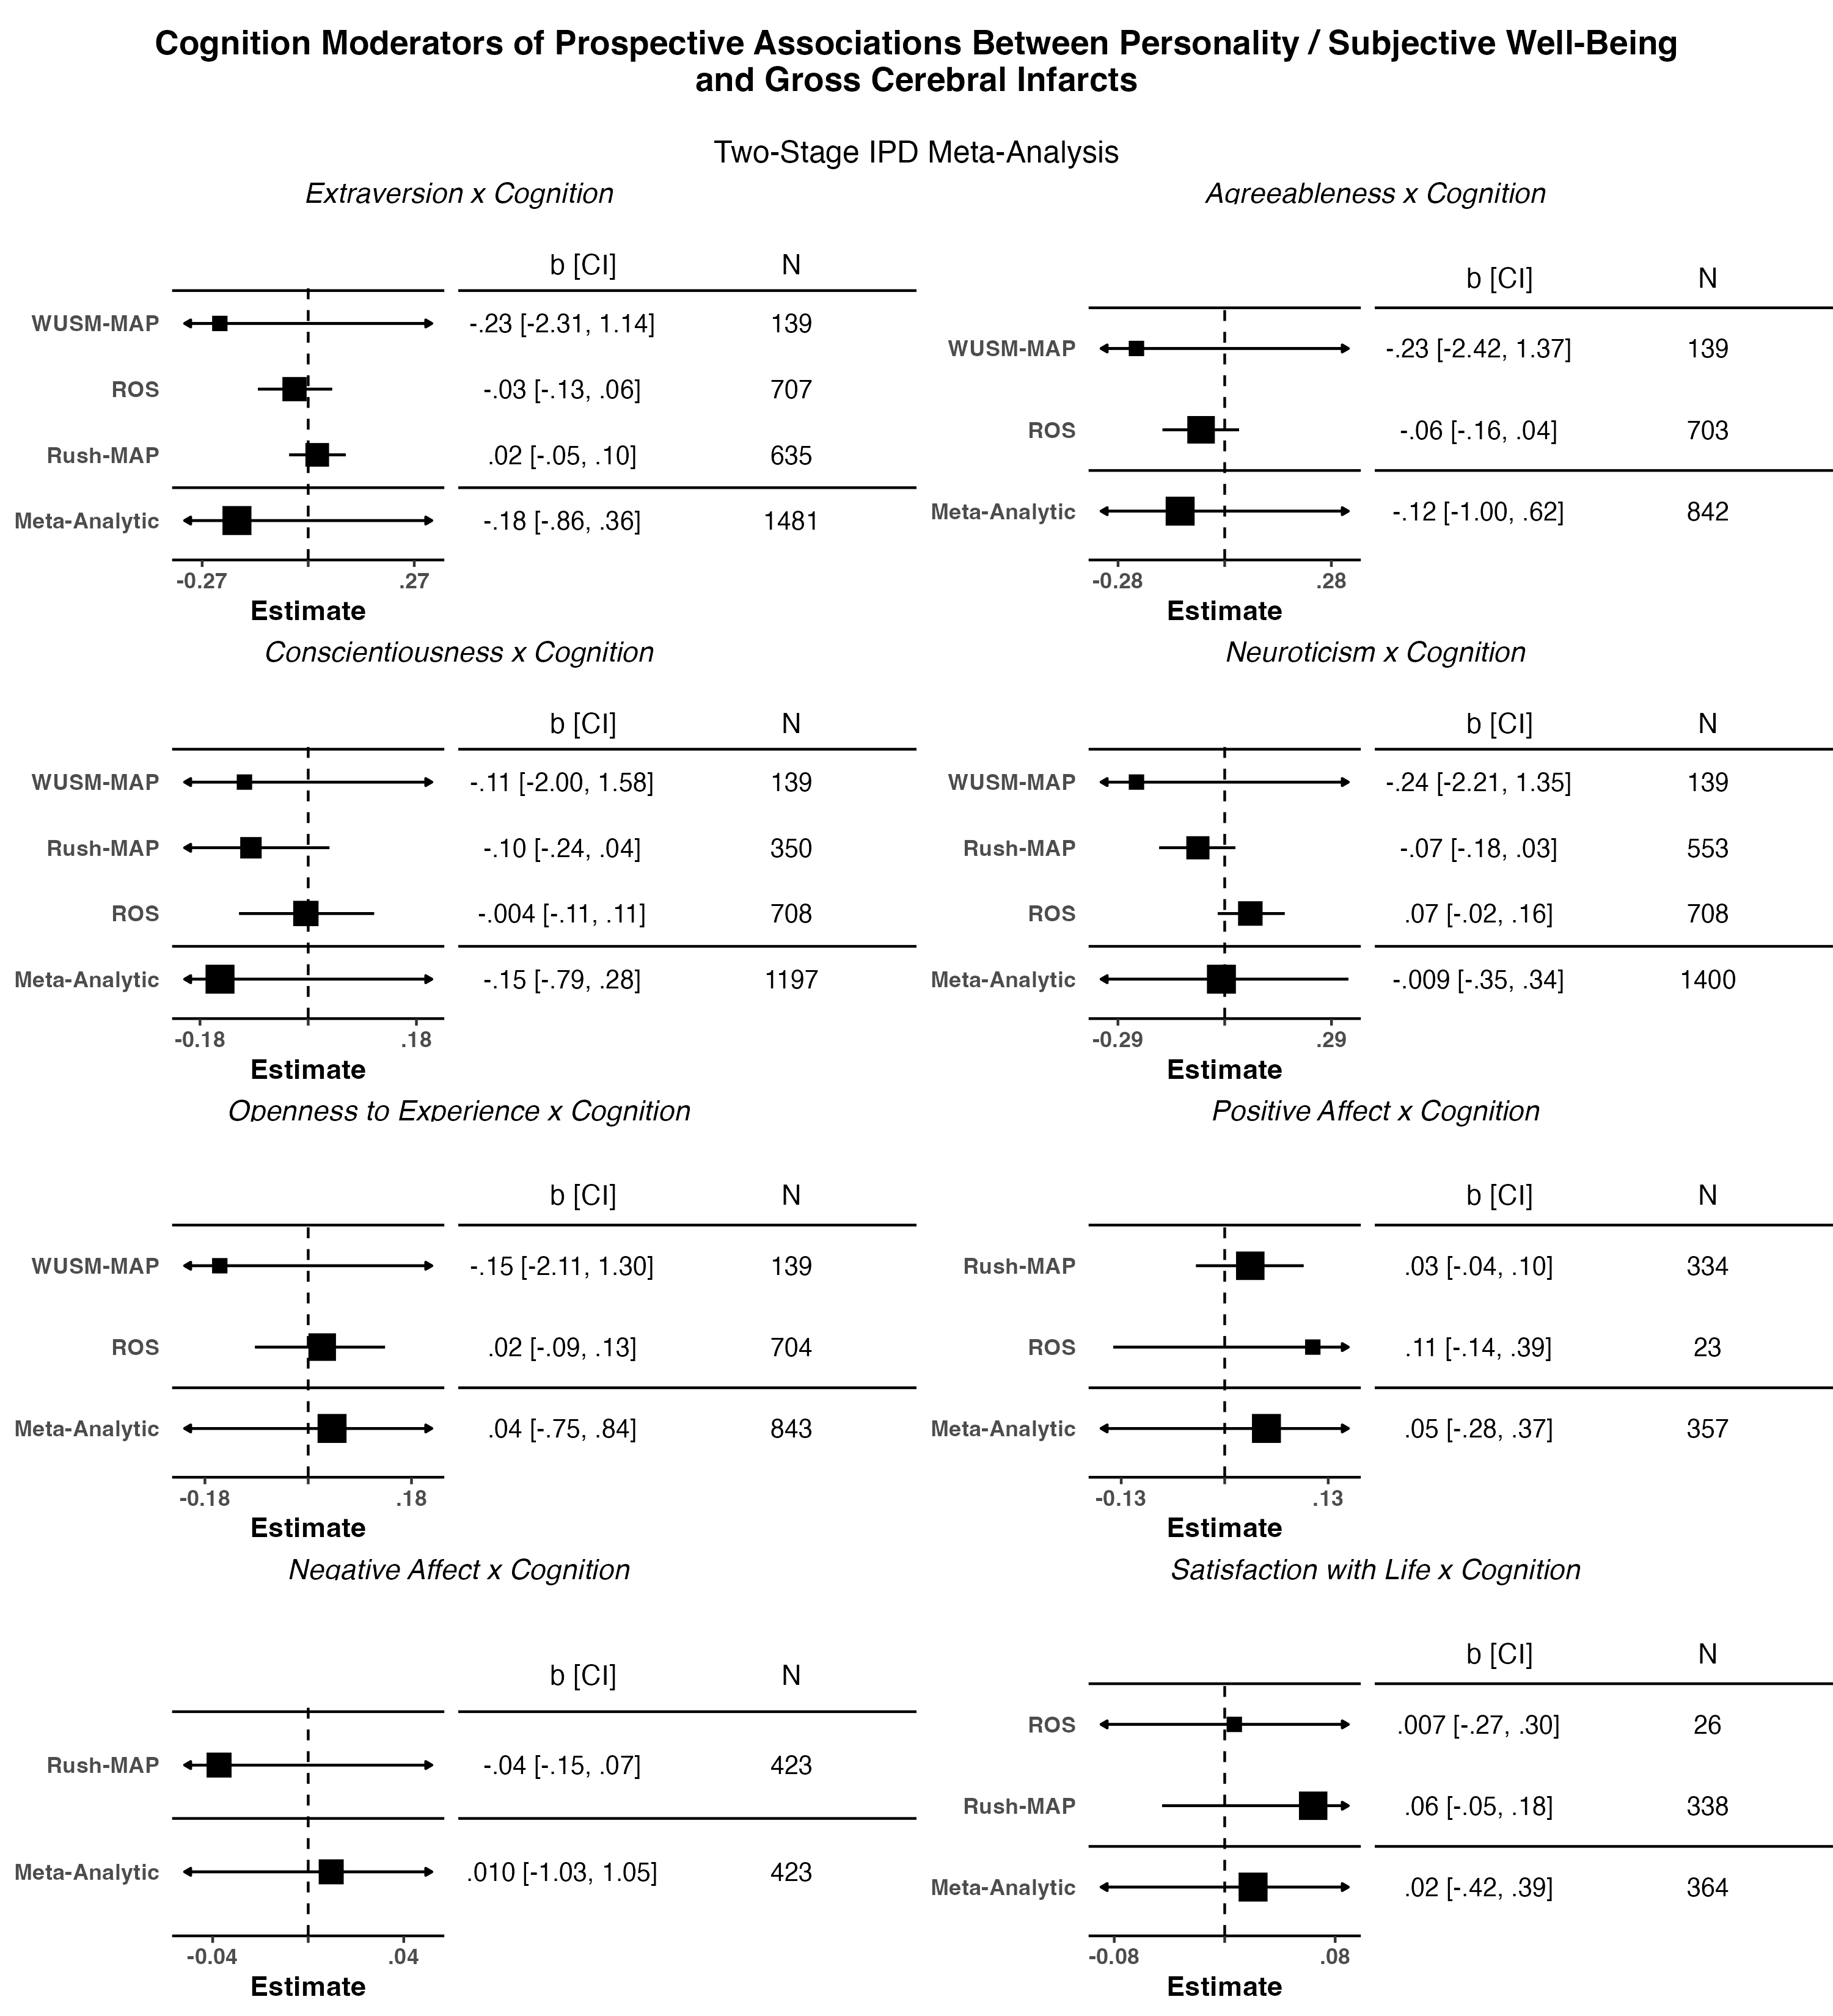 Cognition Moderators of Prospective Associations Between Personality / Subjective Well-Being
and Gross Cerebral Infarcts
Two-Stage IPD Meta-Analysis
Extraversion x Cognition
b [CI] N
WUSM-MAP -.23 [-2.31, 1.14] 139
ROS -.03 [-.13, .06] 707
Rush-MAP .02 [-.05, .10] 635
Meta-Analytic -.18 [-.86, .36] 1481
-0.27 .27
Estimate
Agreeableness x Cognition
b [CI] N
WUSM-MAP -.23 [-2.42, 1.37] 139
ROS -.06 [-.16, .04] 703
Meta-Analytic -.12 [-1.00, .62] 842
-0.28 .28
Estimate
Conscientiousness x Cognition
b [CI] N
WUSM-MAP -.11 [-2.00, 1.58] 139
Rush-MAP -.10 [-.24, .04] 350
ROS -.004 [-.11, .11] 708
Meta-Analytic -.15 [-.79, .28] 1197
-0.18 .18
Estimate
Neuroticism x Cognition
b [CI] N
WUSM-MAP -.24 [-2.21, 1.35] 139
Rush-MAP -.07 [-.18, .03] 553
ROS .07 [-.02, .16] 708
Meta-Analytic -.009 [-.35, .34] 1400
-0.29 .29
Estimate
Openness to Experience x Cognition
b [CI] N
WUSM-MAP -.15 [-2.11, 1.30] 139
ROS .02 [-.09, .13] 704
Meta-Analytic .04 [-.75, .84] 843
-0.18 .18
Estimate
Positive Affect x Cognition
b [CI] N
Rush-MAP .03 [-.04, .10] 334
ROS .11 [-.14, .39] 23
Meta-Analytic .05 [-.28, .37] 357
-0.13 .13
Estimate
Negative Affect x Cognition
b [CI] N
Rush-MAP -.04 [-.15, .07] 423
Meta-Analytic .010 [-1.03, 1.05] 423
-0.04 .04
Estimate
Satisfaction with Life x Cognition
b [CI] N
ROS .007 [-.27, .30] 26
Rush-MAP .06 [-.05, .18] 338
Meta-Analytic .02 [-.42, .39] 364
-0.08 .08
Estimate